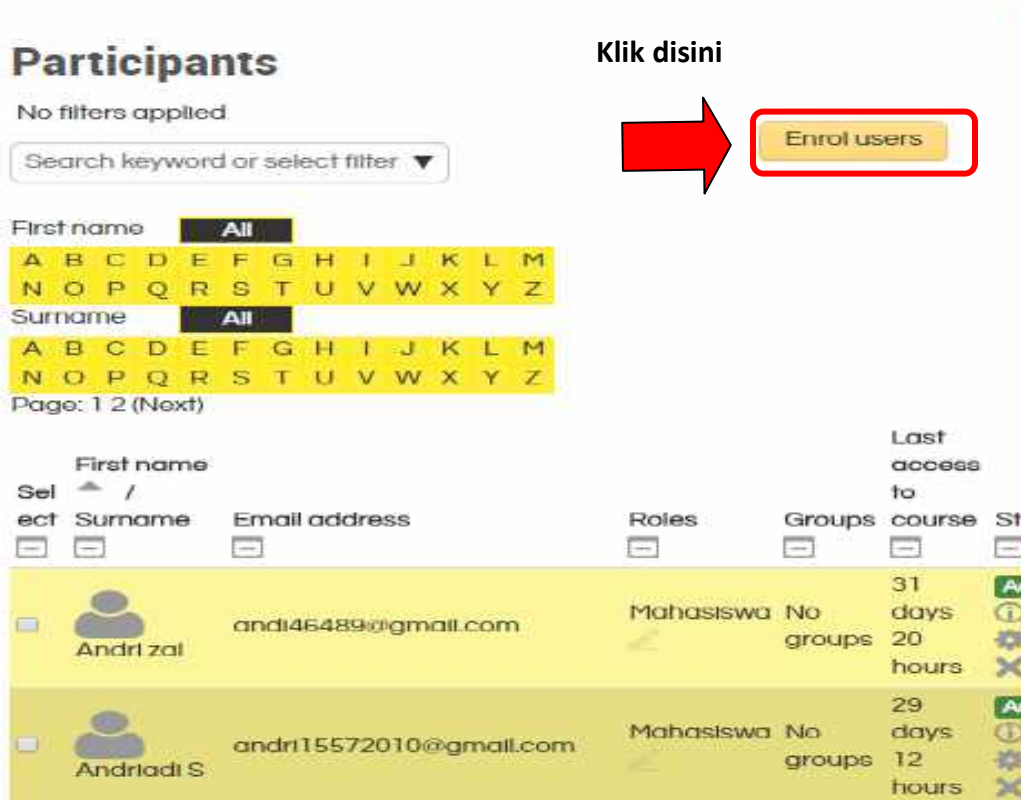 Participants
Klik disini
No filters applied
Enrol users
Search keyword or select filter ▼
First name All
A B C D E F G H I J K L M
N O P Q R S T U V W X Y Z
Surname All
A B C D E F G H I J K L M
N O P Q R S T U V W X Y Z
Page: 1 2 (Next)
Last
First name access
Sel / to
ect Surname Email address Roles Groups course St
31
Mahasiswa No days
andi46489@gmail.com
groups 20
Andri zal
hours
29
Mahasiswa No days
andri15572010@gmail.com
groups 12
Andriadi S
hours